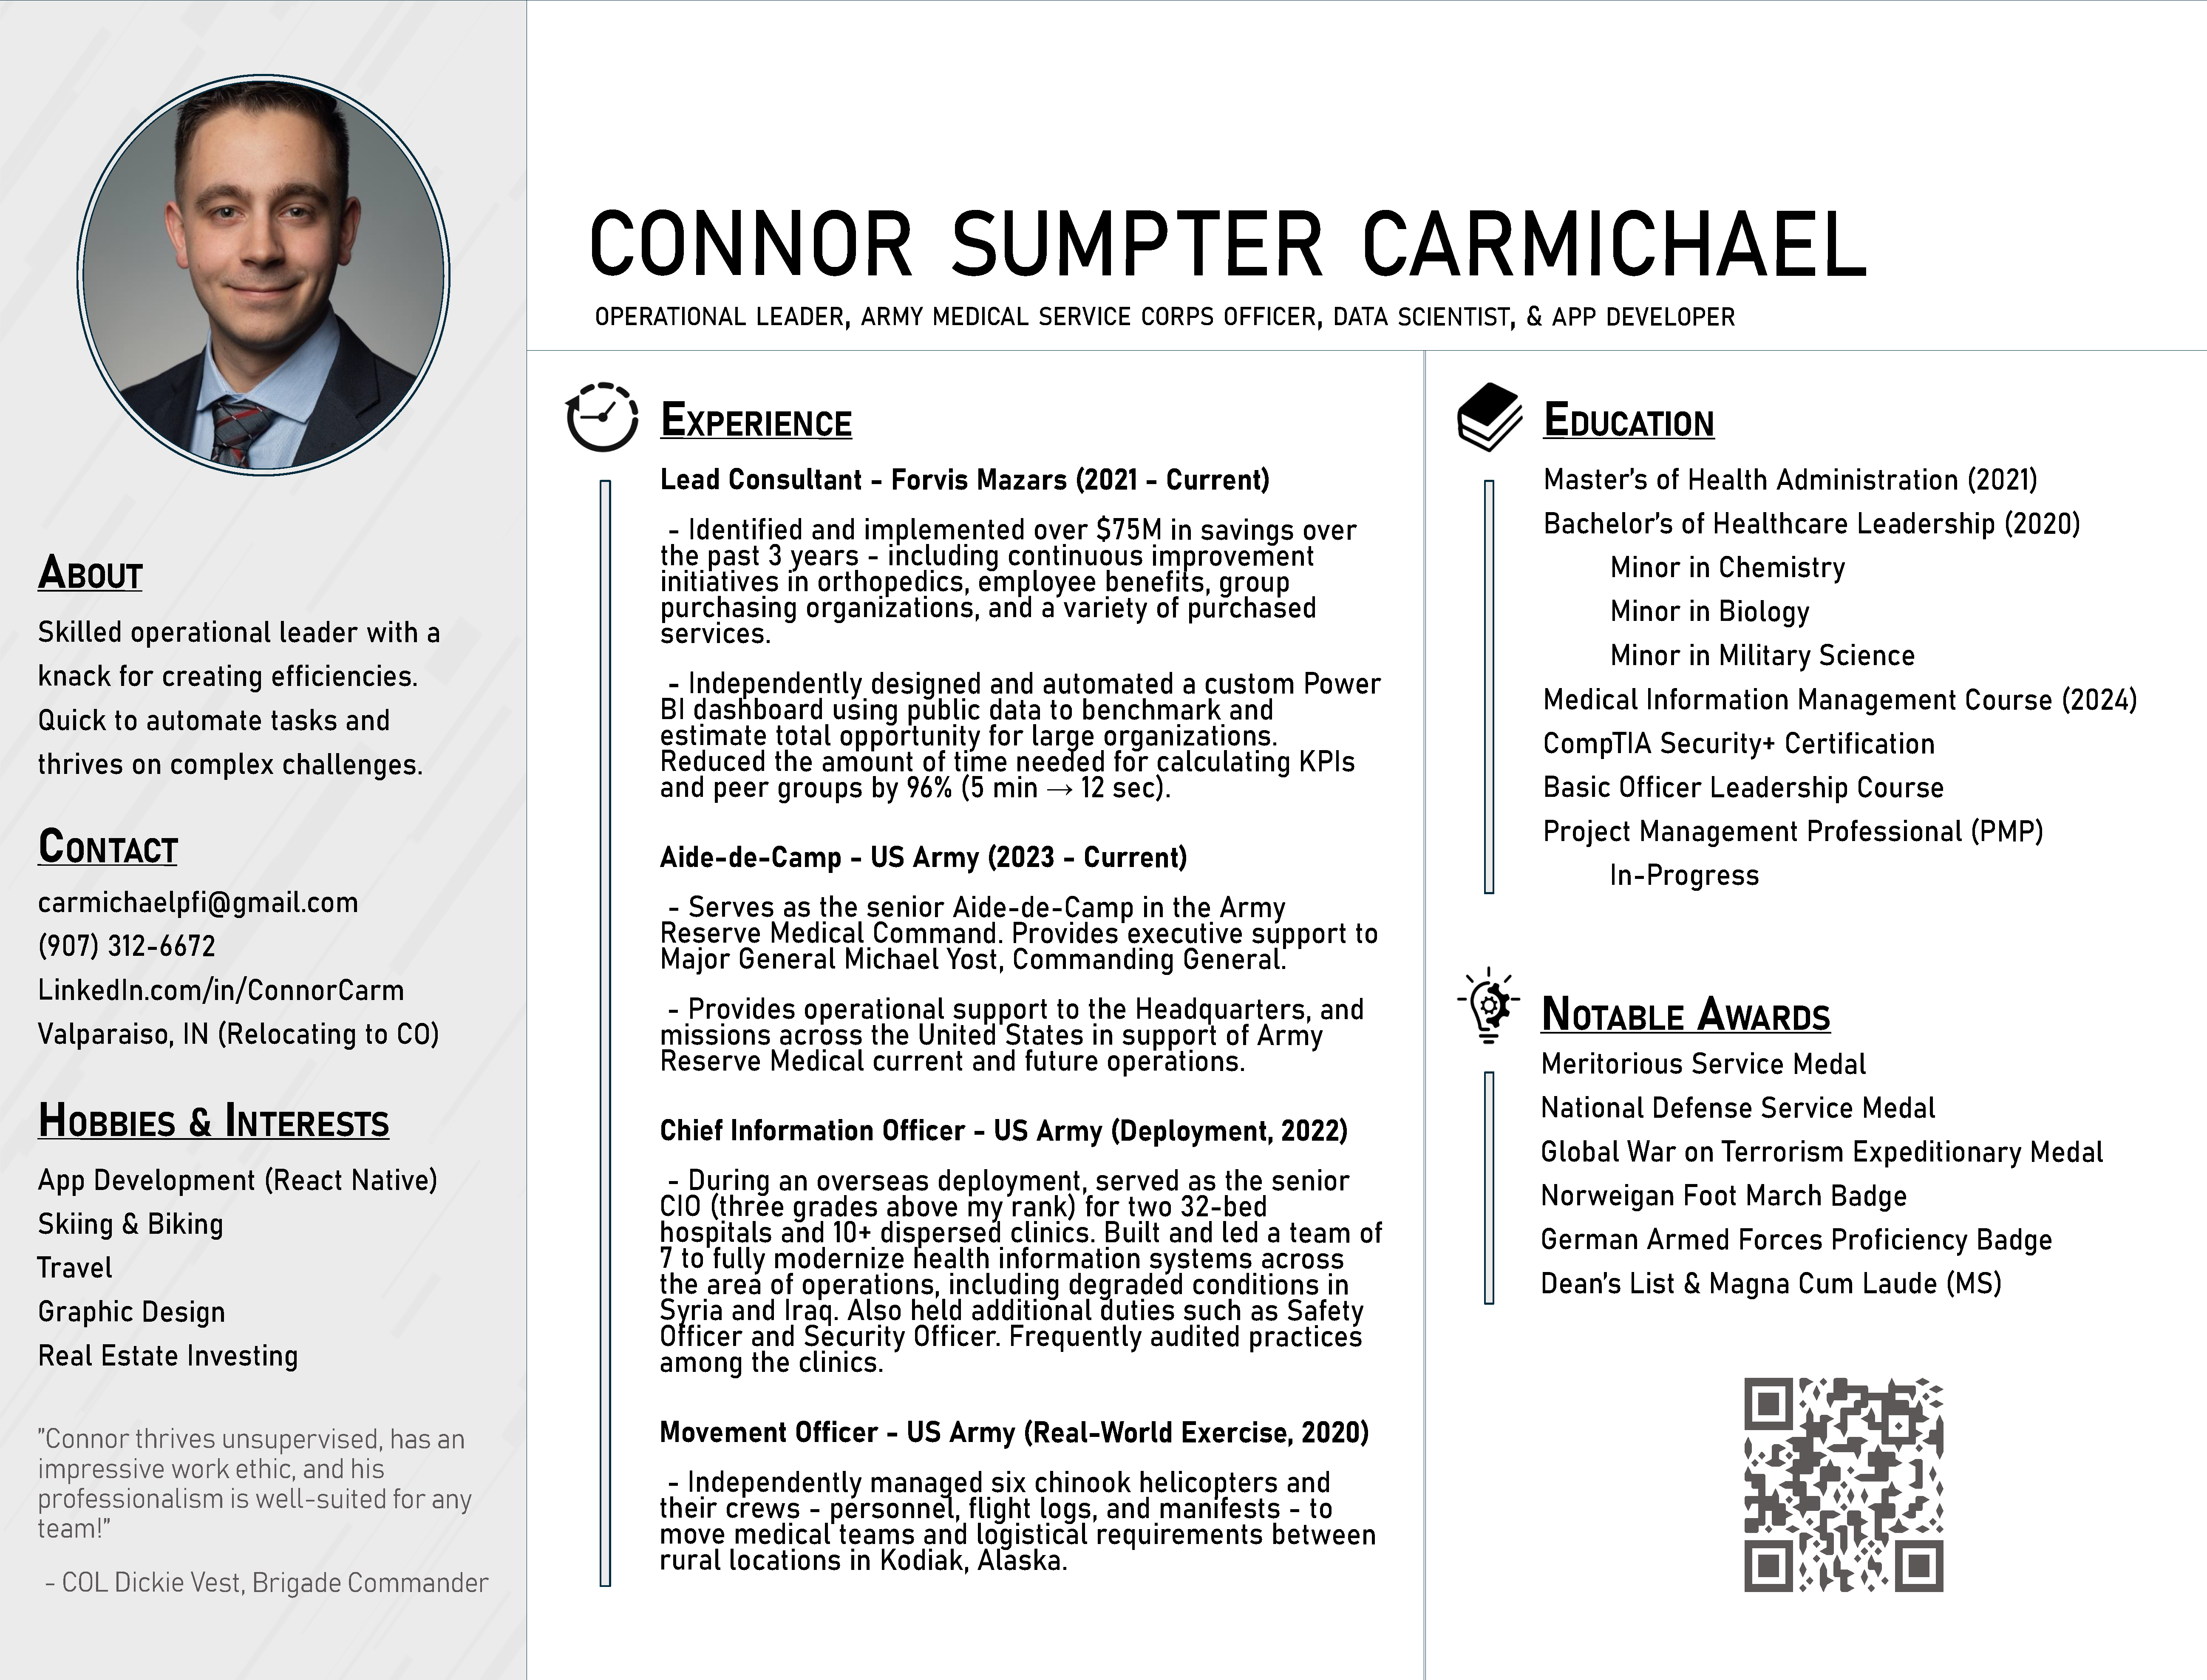 CONNOR SUMPTER CARMICHAEL
OPERATIONAL LEADER, ARMY MEDICAL SERVICE CORPS OFFICER, DATA SCIENTIST, & APP DEVELOPER
ABOUT
Skilled operational leader with a
knack for creating efficiencies.
Quick to automate tasks and
thrives on complex challenges.
CONTACT
carmichaelpfi@gmail.com
(907) 312-6672
LinkedIn.com/in/ConnorCarm
Valparaiso, IN (Relocating to CO)
HOBBIES & INTERESTS
App Development (React Native)
Skiing & Biking
Travel
Graphic Design
Real Estate Investing
"Connor thrives unsupervised, has an
impressive work ethic, and his
professionalism is well-suited for any
team!"
- COL Dickie Vest, Brigade Commander
EXPERIENCE
Lead Consultant - Forvis Mazars (2021 - Current)
- Identified and implemented over $75M in savings over
the past 3 years - including continuous improvement
initiatives in orthopedics, employee benefits, group
purchasing organizations, and a variety of purchased
services.
- Independently designed and automated a custom Power
BI dashboard using public data to benchmark and
estimate total opportunity for large organizations.
Reduced the amount of time needed for calculating KPIs
and peer groups by 96% (5 min → 12 sec).
Aide-de-Camp - US Army (2023 - Current)
- Serves as the senior Aide-de-Camp in the Army
Reserve Medical Command. Provides executive support to
Major General Michael Yost, Commanding General.
- Provides operational support to the Headquarters, and
missions across the United States in support of Army
Reserve Medical current and future operations.
Chief Information Officer - US Army (Deployment, 2022)
- During an overseas deployment, served as the senior
CIO (three grades above my rank) for two 32-bed
hospitals and 10+ dispersed clinics. Built and led a team of
7 to fully modernize health information systems across
the area of operations, including degraded conditions in
Syria and Iraq. Also held additional duties such as Safety
Officer and Security Officer. Frequently audited practices
among the clinics.
Movement Officer - US Army (Real-World Exercise, 2020)
- Independently managed six chinook helicopters and
their crews - personnel, flight logs, and manifests - to
move medical teams and logistical requirements between
rural locations in Kodiak, Alaska.
EDUCATION
Master's of Health Administration (2021)
Bachelor's of Healthcare Leadership (2020)
Minor in Chemistry
Minor in Biology
Minor in Military Science
Medical Information Management Course (2024)
CompTIA Security+ Certification
Basic Officer Leadership Course
Project Management Professional (PMP)
In-Progress
NOTABLE AWARDS
Meritorious Service Medal
National Defense Service Medal
Global War on Terrorism Expeditionary Medal
Norweigan Foot March Badge
German Armed Forces Proficiency Badge
Dean's List & Magna Cum Laude (MS)